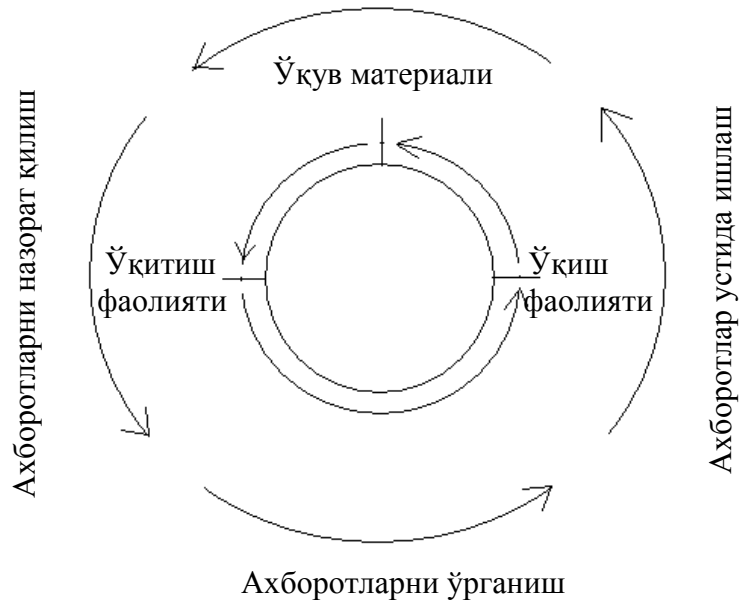 Ўқув материали
Ахборотларни назорат қилиш
Ўқитиш
фаолияти
Ўқиш
фаолияти
Ахборотлар устида ишлаш
Ахборотларни ўрганиш